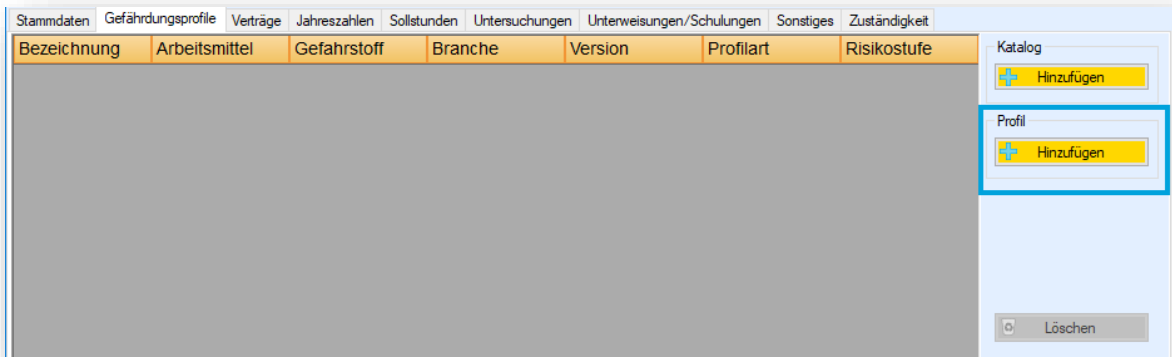 Stammdaten Gefährdungsprofile Verträge Jahreszahlen Sollstunden Untersuchungen Unterweisungen/Schulungen Sonstiges Zuständigkeit
Bezeichnung Arbeitsmittel Gefahrstoff Branche Version Profilart Risikostufe
Katalog
Hinzufügen
Profil
Hinzufügen
Löschen